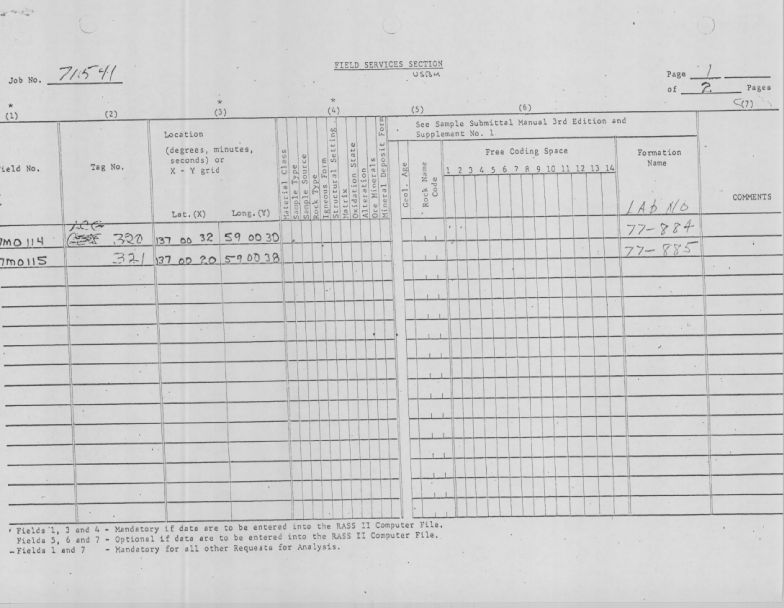 FIELD SERVICES SECTION
USBM
Job No. 71541
Page 1
of 2 Pages
* (1) (2) * (3) * (4) (5) (6) (7)
See Sample Submittal Manual 3rd Edition and
Supplement No. 1
ield No.
Tag No.
Location
(degrees, minutes,
seconds) or
X - Y grid
Lat.(X) Long.(Y)
Material Class
Sample Type
Sample Source
Rock Type
Igneous Form
Structural Setting
Matrix
Oxidation State
Alteration
Ore Minerals
Mineral Deposit Form
Geol. Age
Rock Name
Code
Free Coding Space
1 2 3 4 5 6 7 8 9 10 11 12 13 14
Formation
Name
LAb NO
COMMENTS
7MO114 320 137 00 32 59 00 30 77-884
7MO115 321 137 00 20 59 00 38 77-885
Fields 1, 3 and 4 - Mandatory if data are to be entered into the RASS II Computer File.
Fields 5, 6 and 7 - Optional if data are to be entered into the RASS II Computer File.
Fields 1 and 7 - Mandatory for all other Requests for Analysis.